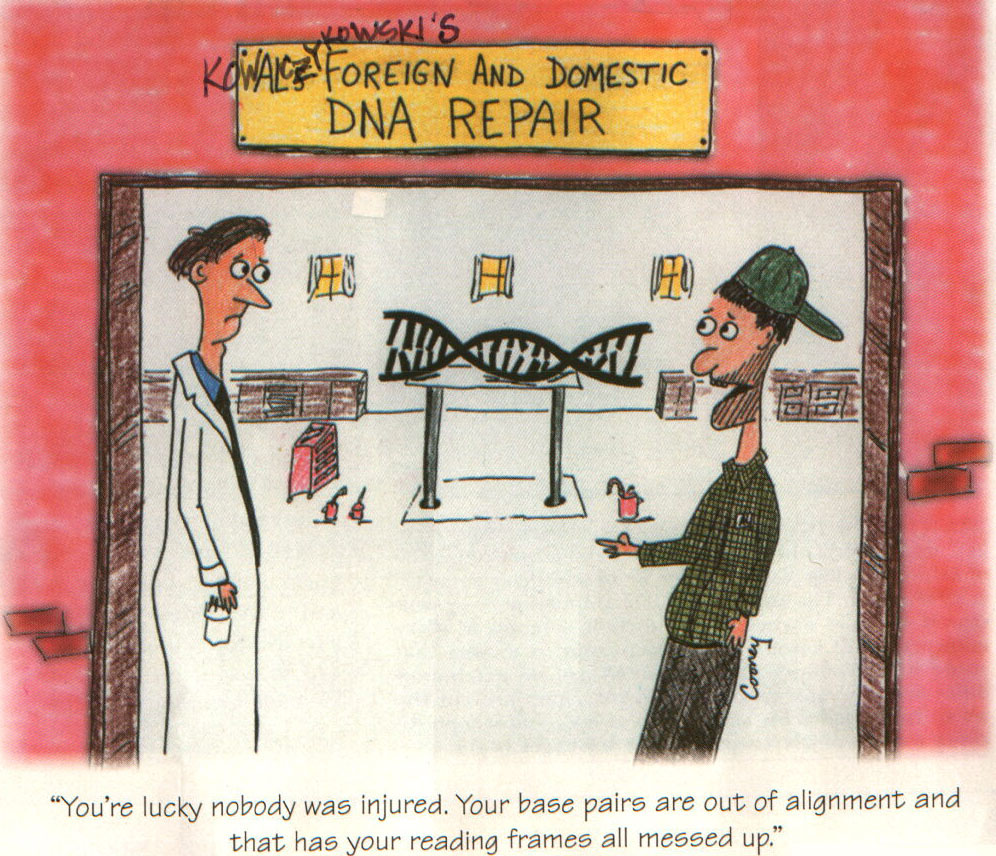 KOWALCZYKOWSKI'S
FOREIGN AND DOMESTIC
DNA REPAIR
Cooney
“You're lucky nobody was injured. Your base pairs are out of alignment and
that has your reading frames all messed up.”